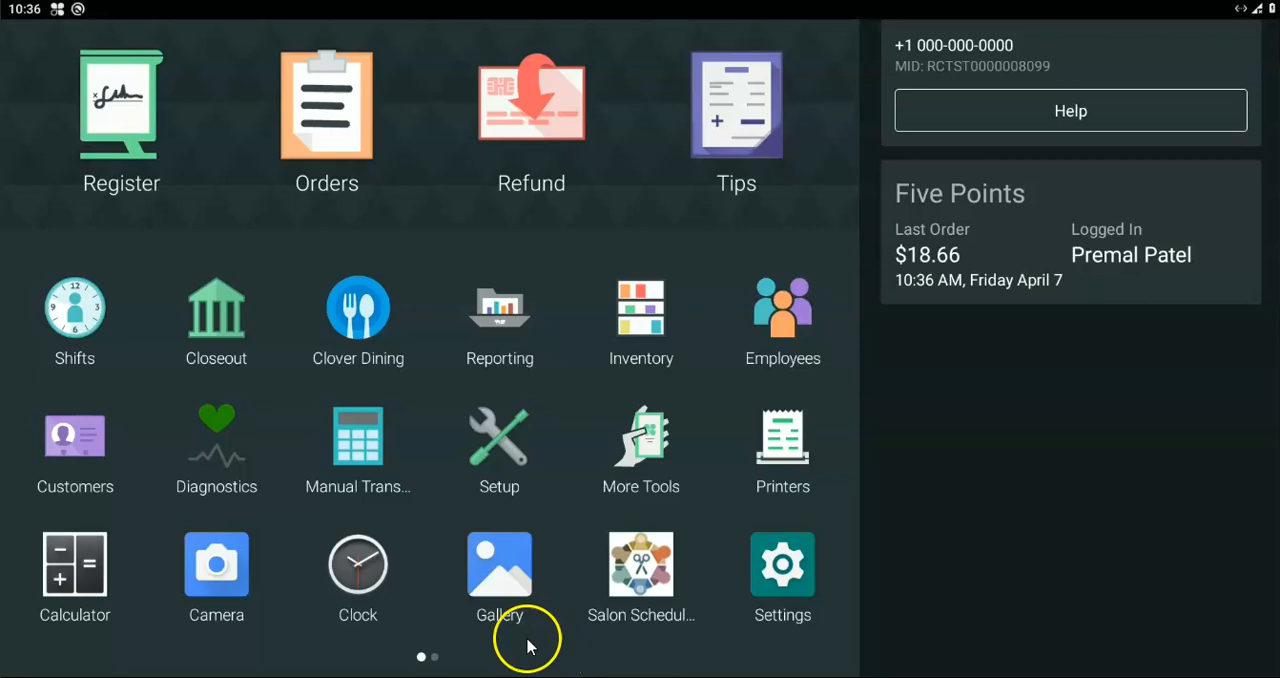 10:36
Register
Orders
Refund
Tips
+1 000-000-0000
MID: RCTST0000008099
Help
Five Points
Last Order
Logged In
$18.66
Premal Patel
10:36 AM, Friday April 7
Shifts
Closeout
Clover Dining
Reporting
Inventory
Employees
Customers
Diagnostics
Manual Trans...
Setup
More Tools
Printers
Calculator
Camera
Clock
Gallery
Salon Schedul...
Settings